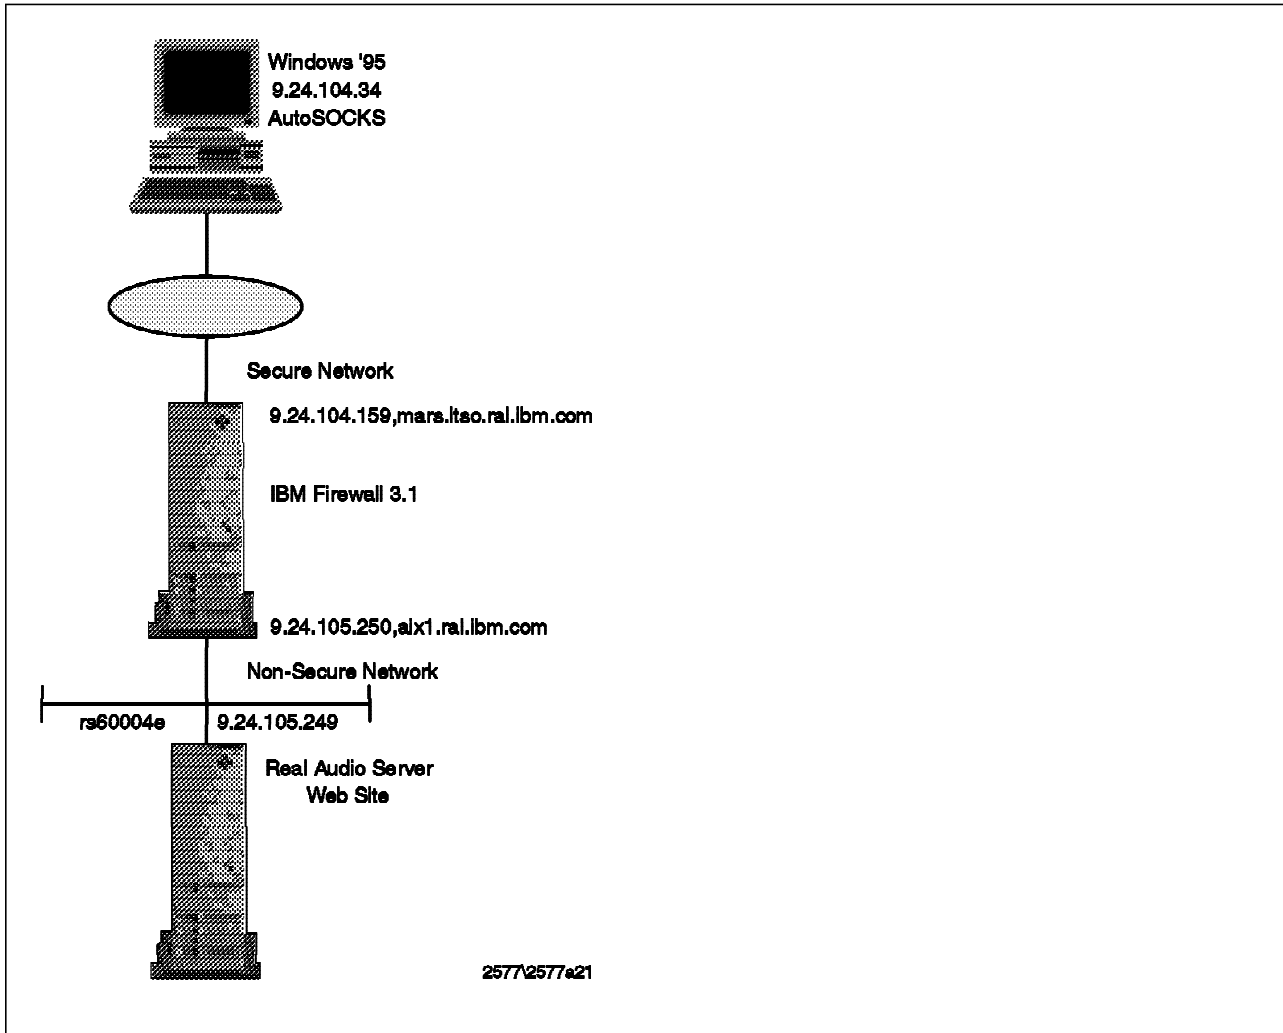 Windows '95
9.24.104.34
AutoSOCKS
Secure Network
9.24.104.159,mars.itso.ral.ibm.com
IBM Firewall 3.1
9.24.105.250,aix1.ral.ibm.com
Non-Secure Network
rs60004e 9.24.105.249
Real Audio Server
Web Site
2577\2577a21